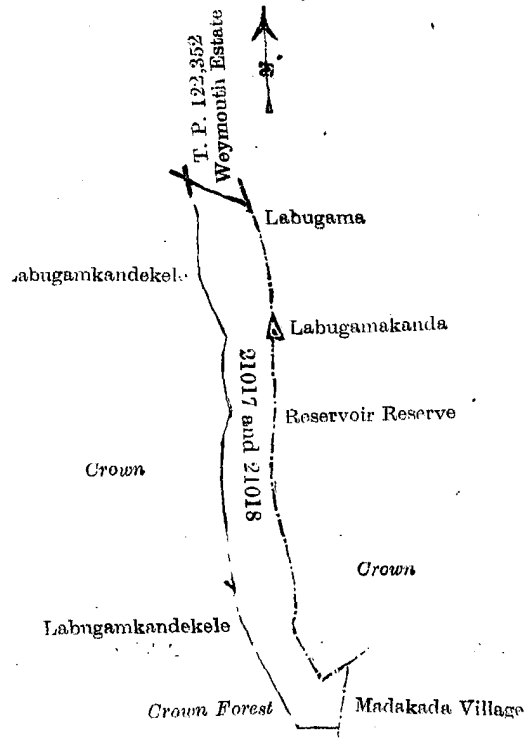 T. P. 122,352
Weymouth Estate
Labugama
Labugamkandekele
Labugamakanda
21017 and 21018
Reservoir Reserve
Crown
Crown
Labugamkandekele
Crown Forest
Madakada Village